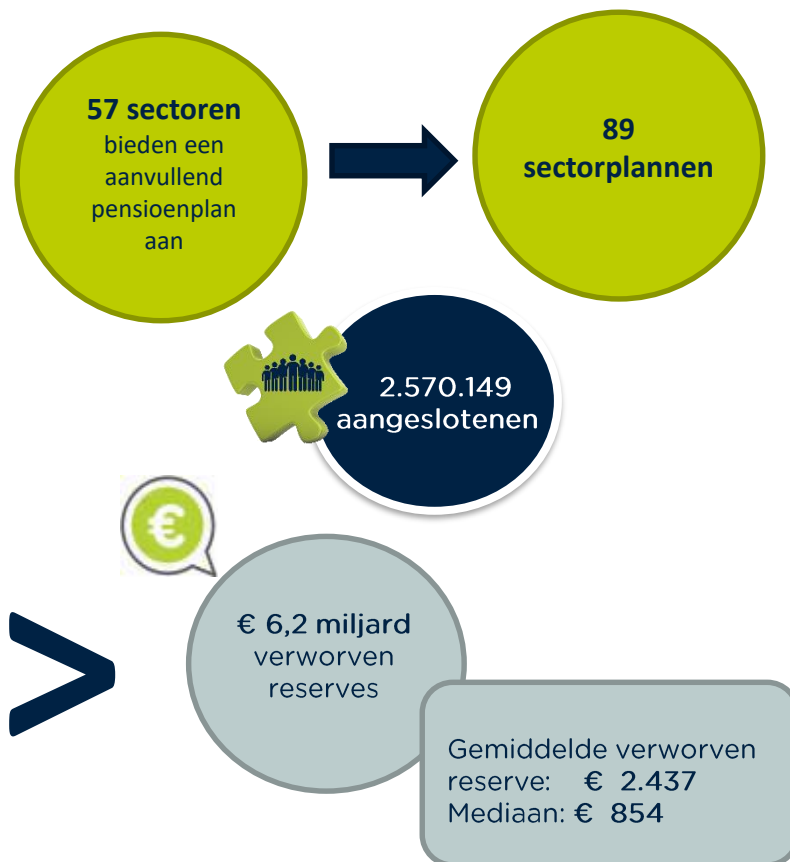 57 sectoren
bieden een
aanvullend
pensioenplan
aan
89
sectorplannen
2.570.149
aangeslotenen
€
>
€ 6,2 miljard
verworven
reserves
Gemiddelde verworven
reserve: € 2.437
Mediaan: € 854